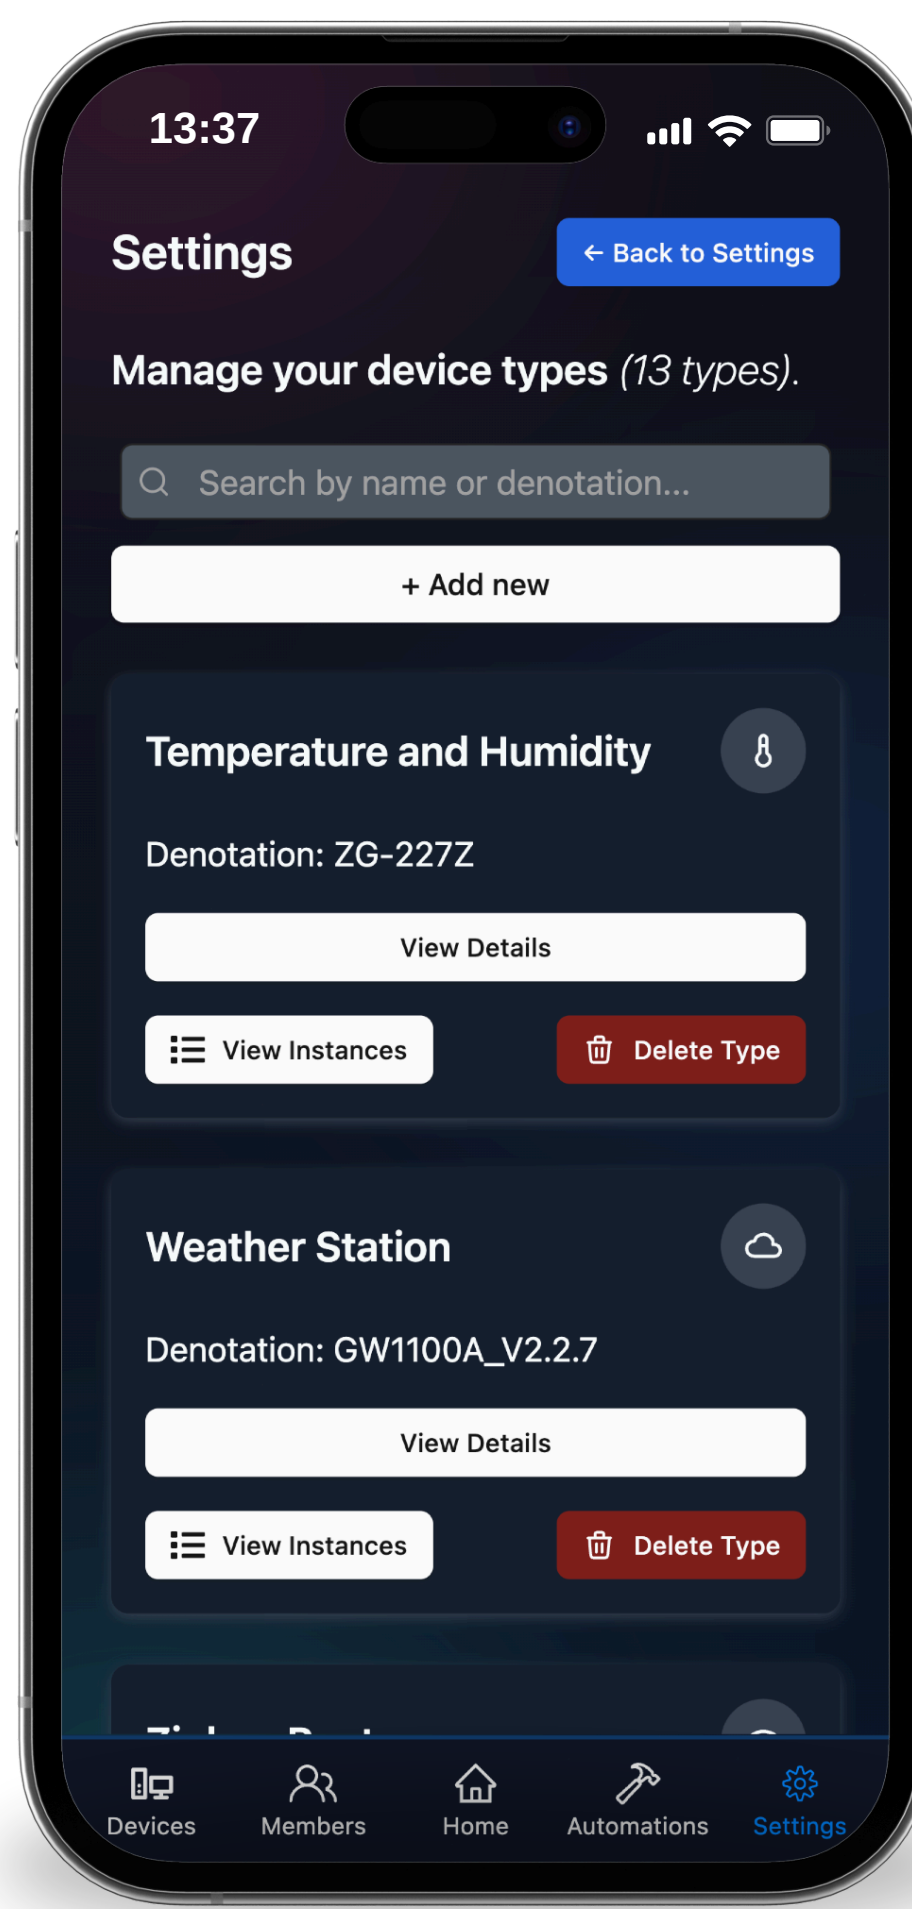 13:37
Settings
← Back to Settings
Manage your device types (13 types).
Search by name or denotation...
+ Add new
Temperature and Humidity
Denotation: ZG-227Z
View Details
View Instances
Delete Type
Weather Station
Denotation: GW1100A_V2.2.7
View Details
View Instances
Delete Type
Devices
Members
Home
Automations
Settings